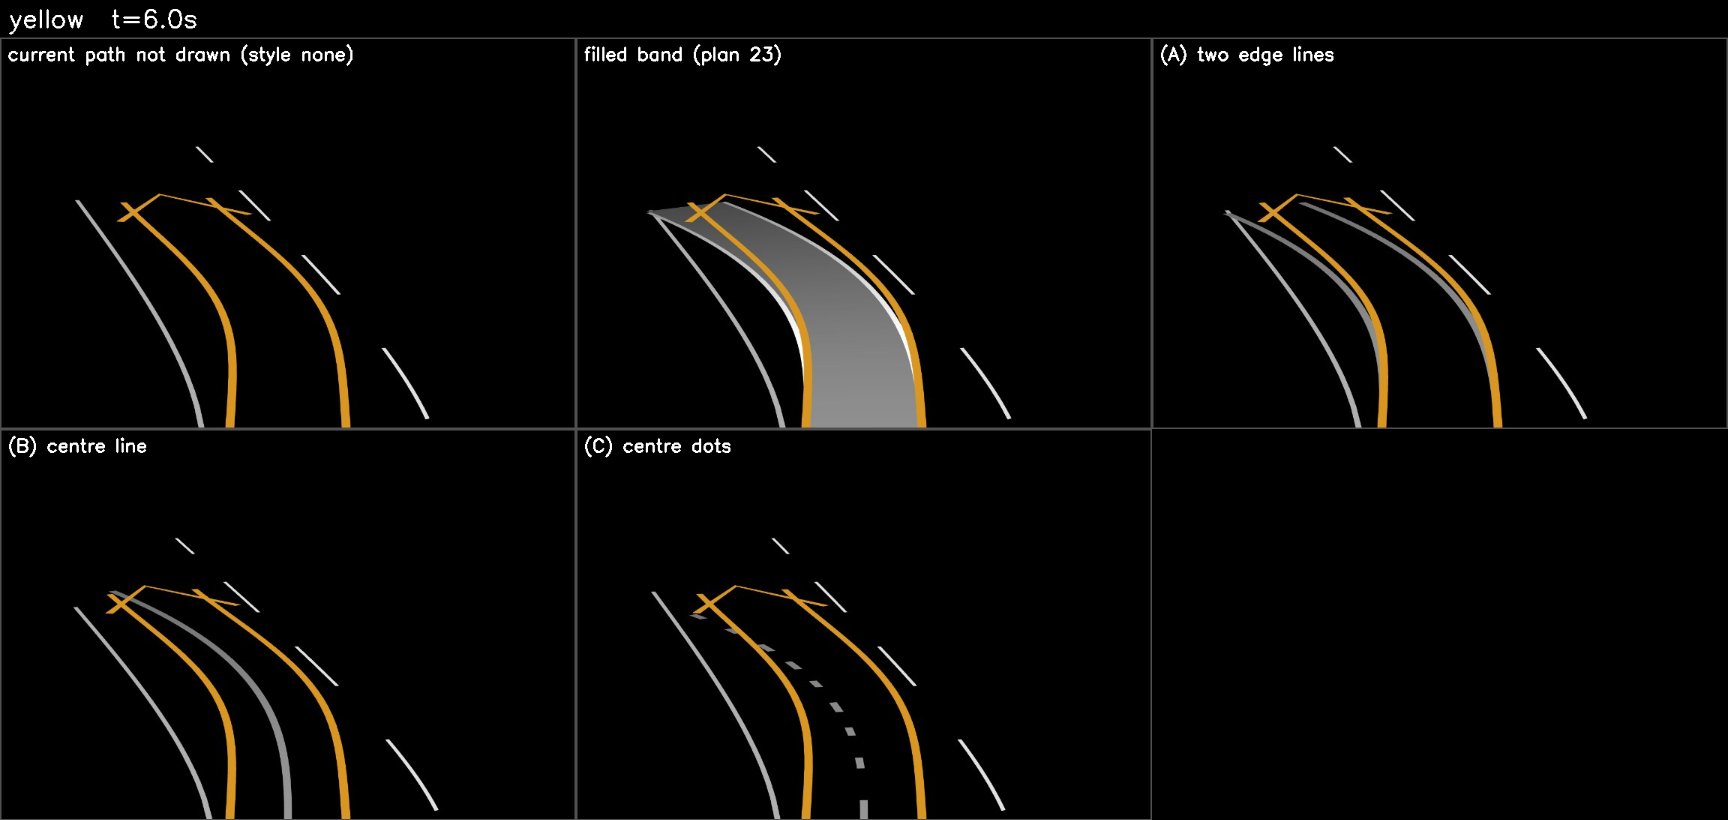 yellow t=6.0s
current path not drawn (style none)
filled band (plan 23)
(A) two edge lines
(B) centre line
(C) centre dots